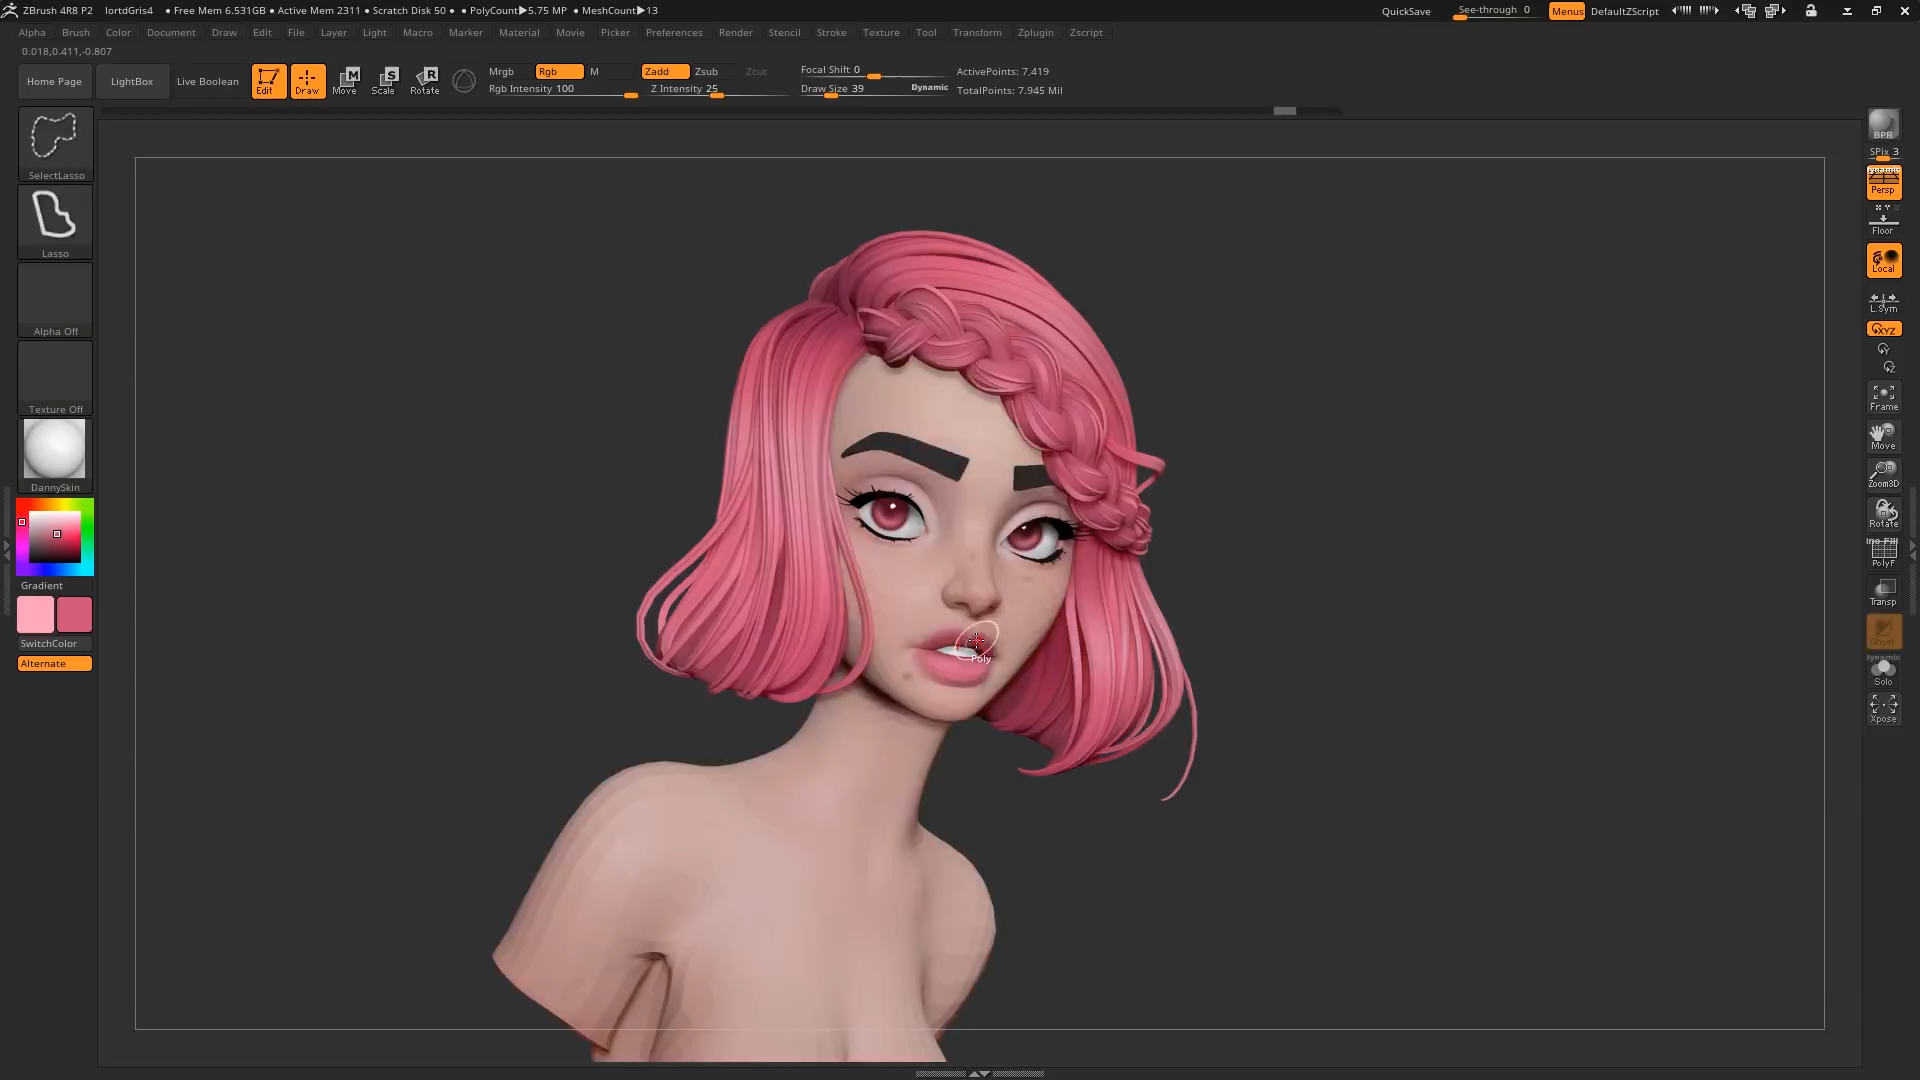 ZBrush 4R8 P2 lortdGris4 • Free Mem 6.531GB • Active Mem 2311 • Scratch Disk 50 • • PolyCount▶5.75 MP • MeshCount▶13 QuickSave See-through 0 Menus DefaultZScript
Alpha Brush Color Document Draw Edit File Layer Light Macro Marker Material Movie Picker Preferences Render Stencil Stroke Texture Tool Transform Zplugin Zscript
0.018,0.411,-0.807
Home Page LightBox Live Boolean Edit Draw Move Scale Rotate
Mrgb Rgb M Zadd Zsub Zcut Focal Shift 0 ActivePoints: 7,419
Rgb Intensity 100 Z Intensity 25 Draw Size 39 Dynamic TotalPoints: 7.945 Mil
SelectLasso
Lasso
Alpha Off
Texture Off
DannySkin
Gradient
SwitchColor
Alternate
Poly
BPR
SPix 3
Dynamic
Persp
Floor
Local
L.Sym
XYZ
Y
Z
Frame
Move
Zoom3D
Rotate
PolyF
Transp
Dynamic
Solo
Xpose